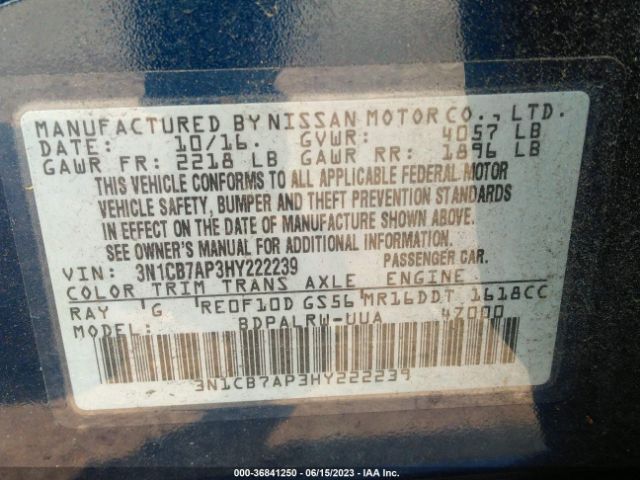 MANUFACTURED BY NISSAN MOTOR CO., LTD.
DATE: 10/16. GVWR: 4057 LB
GAWR FR: 2218 LB GAWR RR: 1896 LB
THIS VEHICLE CONFORMS TO ALL APPLICABLE FEDERAL MOTOR
VEHICLE SAFETY, BUMPER AND THEFT PREVENTION STANDARDS
IN EFFECT ON THE DATE OF MANUFACTURE SHOWN ABOVE.
SEE OWNER'S MANUAL FOR ADDITIONAL INFORMATION.
VIN: 3N1CB7AP3HY222239 PASSENGER CAR.
COLOR TRIM TRANS AXLE ENGINE
RAY G RE0F10D GS56 MR16DDT 1618CC
MODEL: BDPALRW-UUA 47000
3N1CB7AP3HY222239
000-36841250 - 06/15/2023 - IAA Inc.